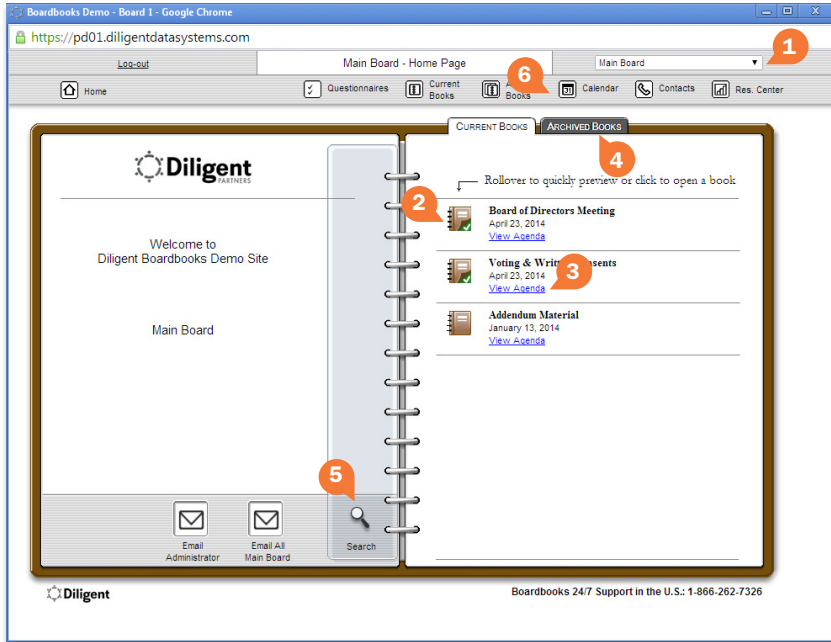 Boardbooks Demo - Board 1 - Google Chrome
https://pd01.diligentdatasystems.com
Log-out
Main Board - Home Page
Main Board
1
Home
Questionnaires
Current
Books
Books
6
31
Calendar
Contacts
Res. Center
CURRENT BOOKS
ARCHIVED BOOKS
4
Diligent
PARTNERS
Welcome to
Diligent Boardbooks Demo Site
Main Board
Rollover to quickly preview or click to open a book
2
Board of Directors Meeting
April 23, 2014
View Agenda
Voting &
3
April 23, 2014
View Agenda
Addendum Material
January 13, 2014
View Agenda
5
Email
Administrator
Email All
Main Board
Search
Diligent
Boardbooks 24/7 Support in the U.S.: 1-866-262-7326